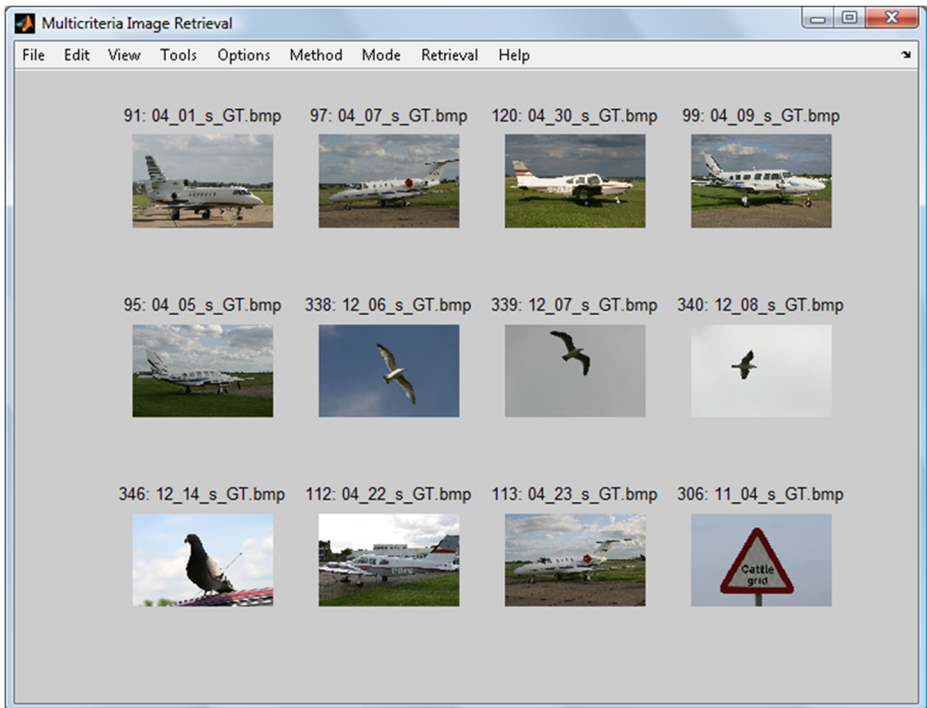 Multicriteria Image Retrieval
File Edit View Tools Options Method Mode Retrieval Help
91: 04_01_s_GT.bmp 97: 04_07_s_GT.bmp 120: 04_30_s_GT.bmp 99: 04_09_s_GT.bmp
95: 04_05_s_GT.bmp 338: 12_06_s_GT.bmp 339: 12_07_s_GT.bmp 340: 12_08_s_GT.bmp
346: 12_14_s_GT.bmp 112: 04_22_s_GT.bmp 113: 04_23_s_GT.bmp 306: 11_04_s_GT.bmp
Cattle
grid